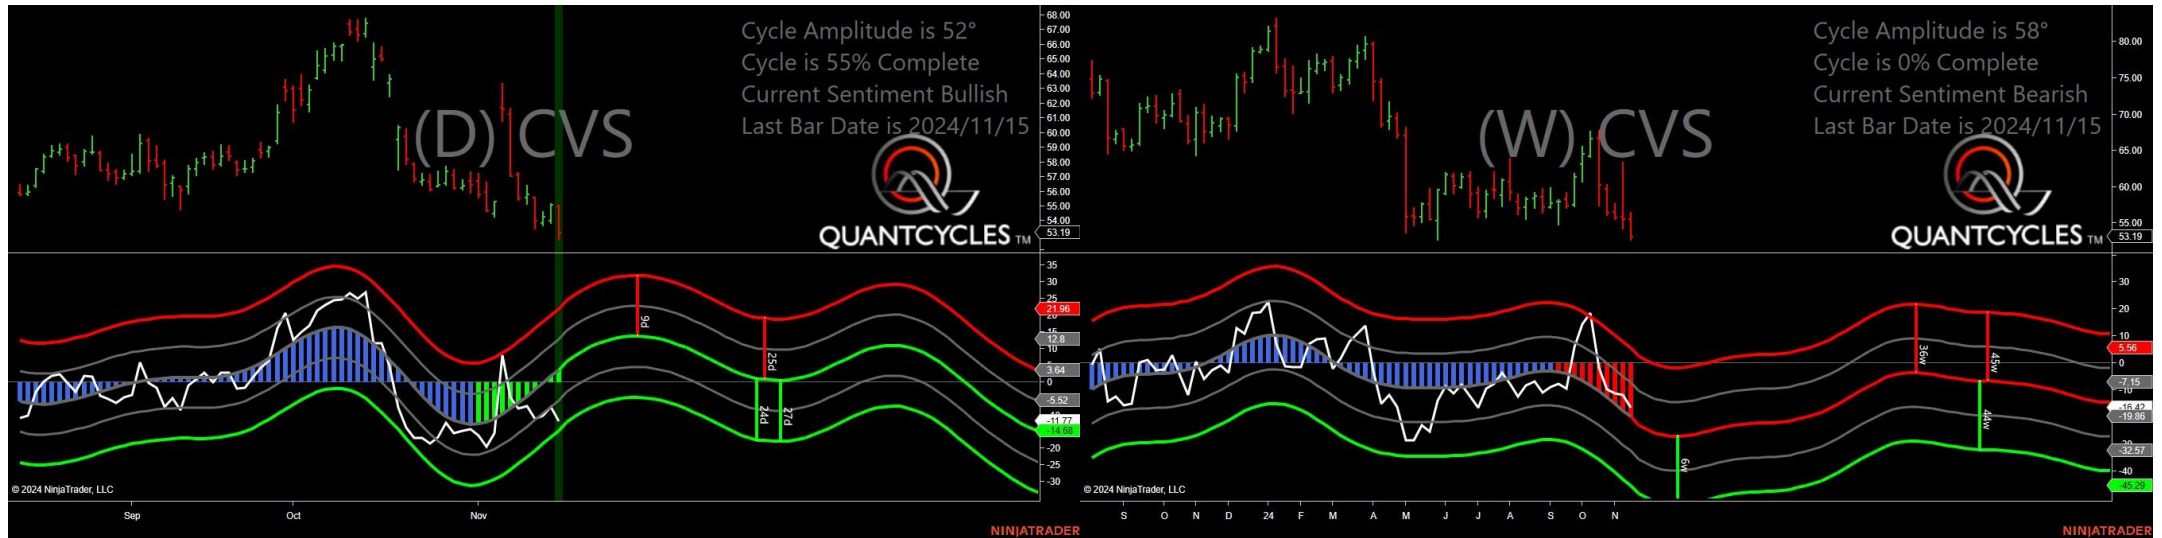 Cycle Amplitude is 52°
Cycle is 55% Complete
Current Sentiment Bullish
Last Bar Date is 2024/11/15
(D) CVS
QUANTCYCLES TM
68.00
67.00
66.00
65.00
64.00
63.00
62.00
61.00
60.00
59.00
58.00
57.00
56.00
55.00
54.00
53.19
35
30
25
21.96
15
12.8
10
3.64
0
-5.52
-11.77
-14.68
-20
-25
-30
9d
25d
24d
27d
© 2024 NinjaTrader, LLC
Sep Oct Nov
NINJATRADER
Cycle Amplitude is 58°
Cycle is 0% Complete
Current Sentiment Bearish
Last Bar Date is 2024/11/15
(W) CVS
QUANTCYCLES TM
80.00
75.00
70.00
65.00
60.00
55.00
53.19
30
20
10
5.56
0
-7.15
-10
-16.42
-19.86
-32.57
-40
-45.29
6w
36w
45w
44w
© 2024 NinjaTrader, LLC
S O N D 24 F M A M J J A S O N
NINJATRADER